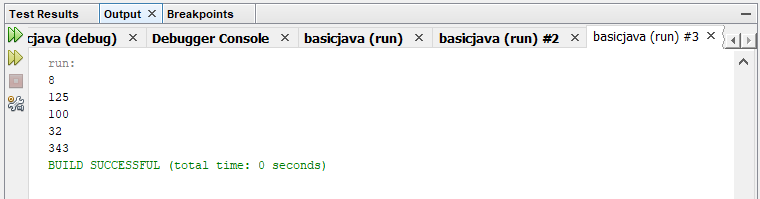 Test Results Output Breakpoints
cjava (debug) Debugger Console basicjava (run) basicjava (run) #2 basicjava (run) #3
run:
8
125
100
32
343
BUILD SUCCESSFUL (total time: 0 seconds)